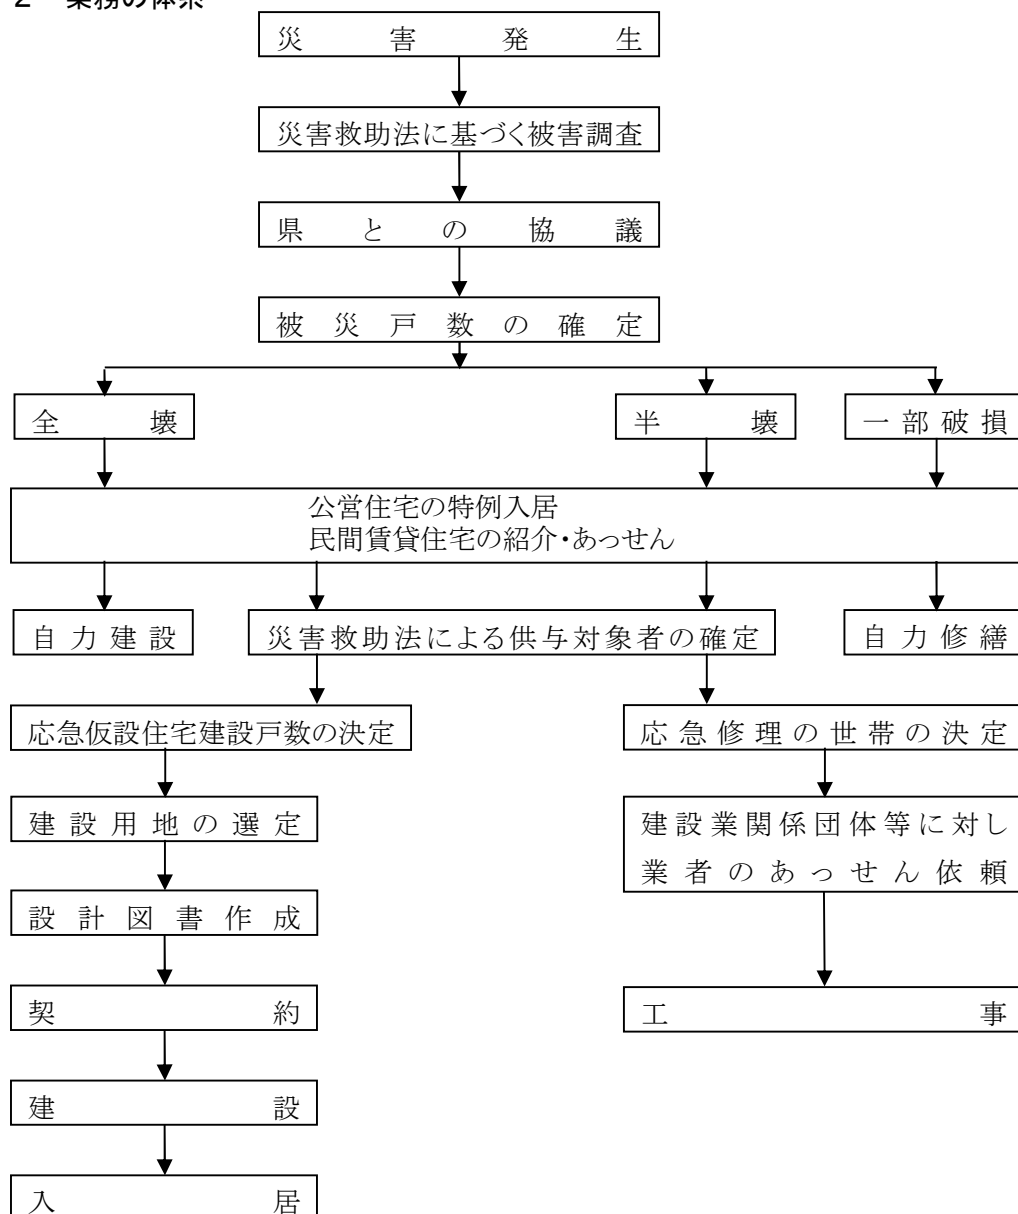 2 業務の体系
災害発生
災害救助法に基づく被害調査
県との協議
被災戸数の確定
全壊
半壊
一部破損
公営住宅の特例入居
民間賃貸住宅の紹介・あっせん
自力建設
災害救助法による供与対象者の確定
自力修繕
応急仮設住宅建設戸数の決定
応急修理の世帯の決定
建設用地の選定
建設業関係団体等に対し
業者のあっせん依頼
設計図書作成
契約
工事
建設
入居